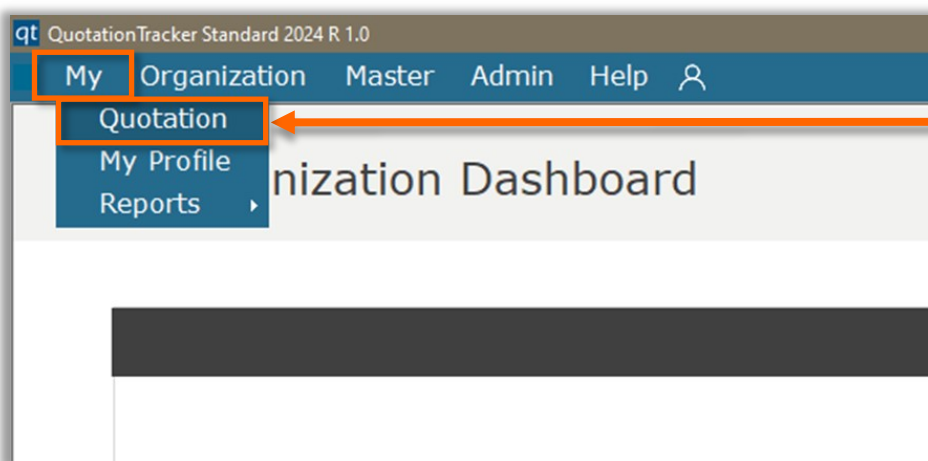 qt QuotationTracker Standard 2024 R 1.0
My Organization Master Admin Help
Quotation
My Profile
Reports
nization Dashboard